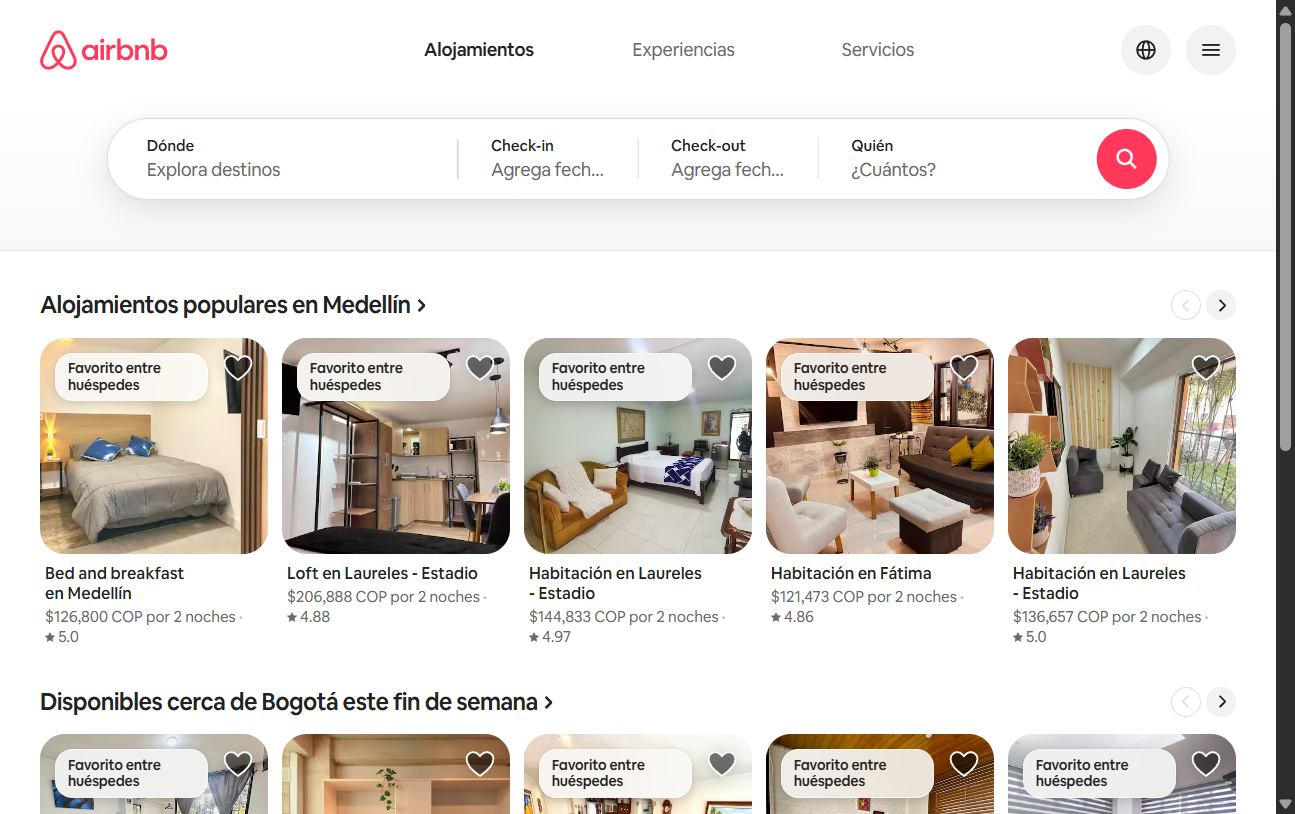 airbnb
Alojamientos
Experiencias
Servicios
Dónde
Explora destinos
Check-in
Agrega fech...
Check-out
Agrega fech...
Quién
¿Cuántos?
Alojamientos populares en Medellín
Favorito entre
huéspedes
Favorito entre
huéspedes
Favorito entre
huéspedes
Favorito entre
huéspedes
Bed and breakfast
en Medellín
$126,800 COP por 2 noches ·
★ 5.0
Loft en Laureles - Estadio
$206,888 COP por 2 noches ·
★ 4.88
Habitación en Laureles
- Estadio
$144,833 COP por 2 noches ·
★ 4.97
Habitación en Fátima
$121,473 COP por 2 noches ·
★ 4.86
Habitación en Laureles
- Estadio
$136,657 COP por 2 noches ·
★ 5.0
Disponibles cerca de Bogotá este fin de semana
Favorito entre
huéspedes
Favorito entre
huéspedes
Favorito entre
huéspedes
Favorito entre
huéspedes